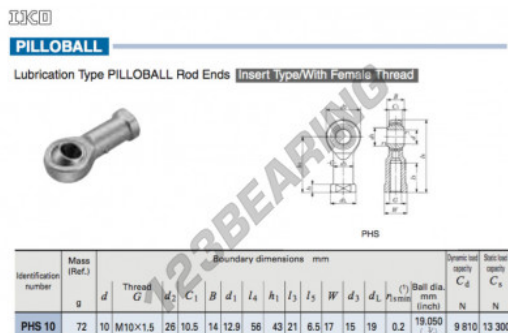 IKO
PILLOBALL
Lubrication Type PILLOBALL Rod Ends Insert Type/With Female Thread
123BEARING
PHS
Identification number Mass (Ref.) g Boundary dimensions mm Dynamic load capacity Cd N Static load capacity Cs N
d Thread G d2 C1 B d1 l4 h1 l3 l5 W d3 dL r1s min (1) Ball dia. mm (inch)
PHS 10 72 10 M10×1.5 26 10.5 14 12.9 56 43 21 6.5 17 15 19 0.2 19.050 9 810 13 300